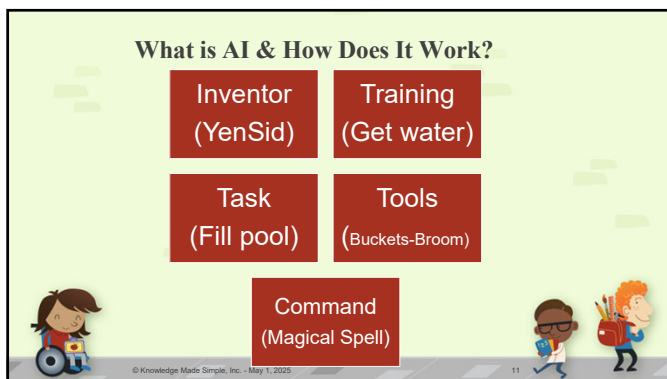 What is AI & How Does It Work?
Inventor
(YenSid)
Training
(Get water)
Task
(Fill pool)
Tools
(Buckets-Broom)
Command
(Magical Spell)
© Knowledge Made Simple, Inc. - May 1, 2025
11